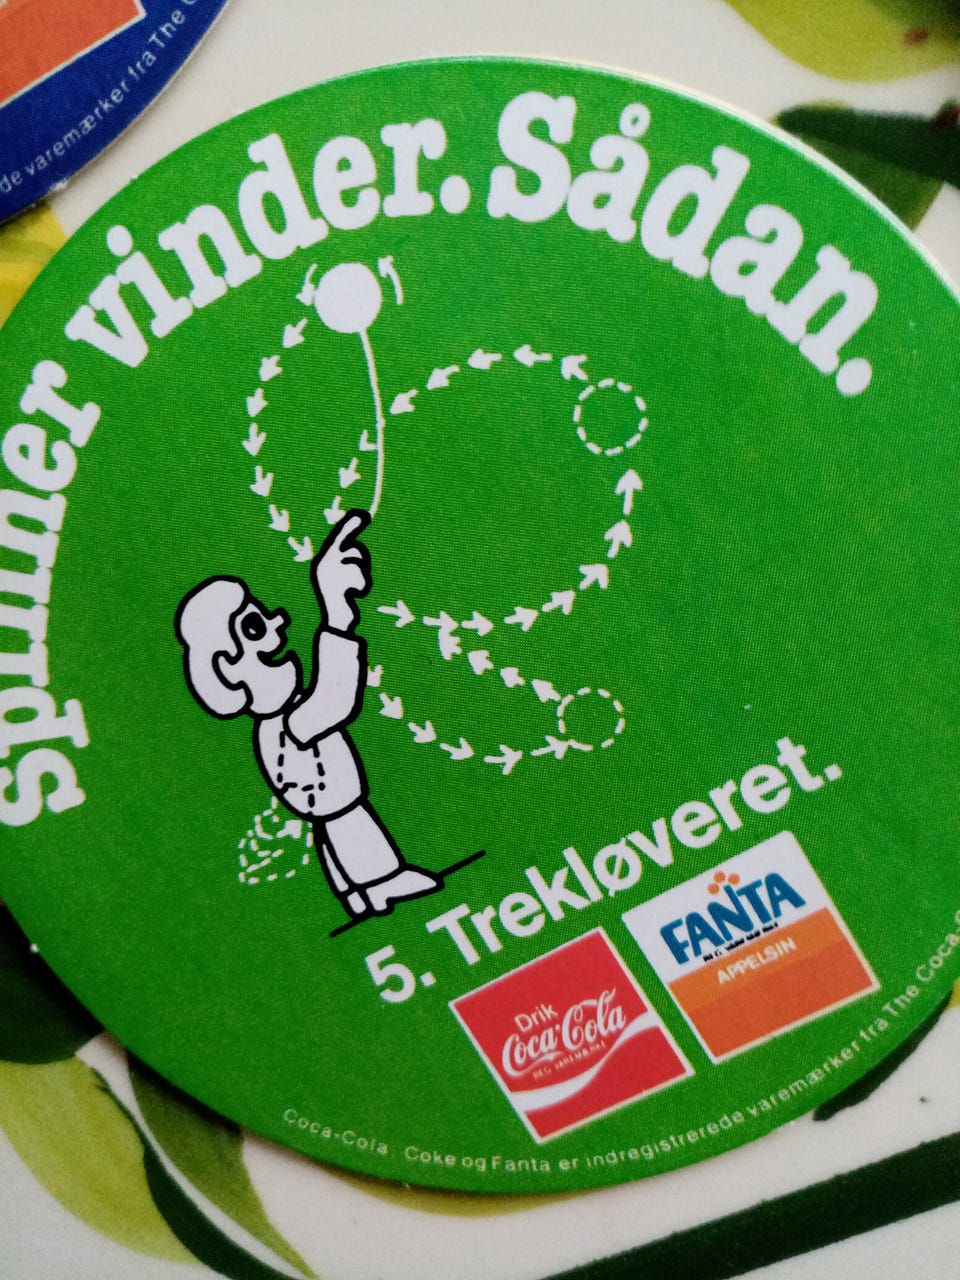 spinner vinder. Sådan.
5. Trekløveret.
Drik
Coca-Cola
REG. VAREMÆRKE
FANTA
APPELSIN
Coca-Cola, Coke og Fanta er indregistrerede varemærker fra The Coca-
de varemærker fra The